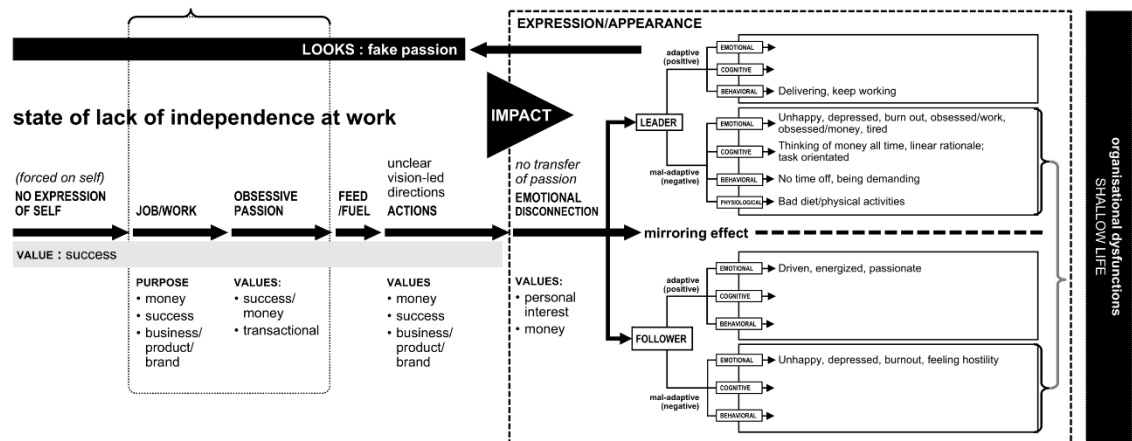 EXPRESSION/APPEARANCE
LOOKS : fake passion
state of lack of independence at work
IMPACT
(forced on self)
NO EXPRESSION
OF SELF
JOB/WORK
OBSESSIVE
PASSION
FEED
/FUEL
unclear
vision-led
directions
ACTIONS
no transfer
of passion
EMOTIONAL
DISCONNECTION
VALUE : success
PURPOSE
• money
• success
• business/
product/
brand
VALUES:
• success/
money
• transactional
VALUES
• money
• success
• business/
product/
brand
VALUES:
• personal
interest
• money
LEADER
adaptive
(positive)
EMOTIONAL
COGNITIVE
BEHAVIORAL
Delivering, keep working
mal-adaptive
(negative)
EMOTIONAL
Unhappy, depressed, burn out, obsessed/work,
obsessed/money, tired
COGNITIVE
Thinking of money all time, linear rationale;
task orientated
BEHAVIORAL
No time off, being demanding
PHYSIOLOGICAL
Bad diet/physical activities
mirroring effect
FOLLOWER
adaptive
(positive)
EMOTIONAL
Driven, energized, passionate
COGNITIVE
BEHAVIORAL
mal-adaptive
(negative)
EMOTIONAL
Unhappy, depressed, burnout, feeling hostility
COGNITIVE
BEHAVIORAL
organisational dysfunctions
SHALLOW LIFE